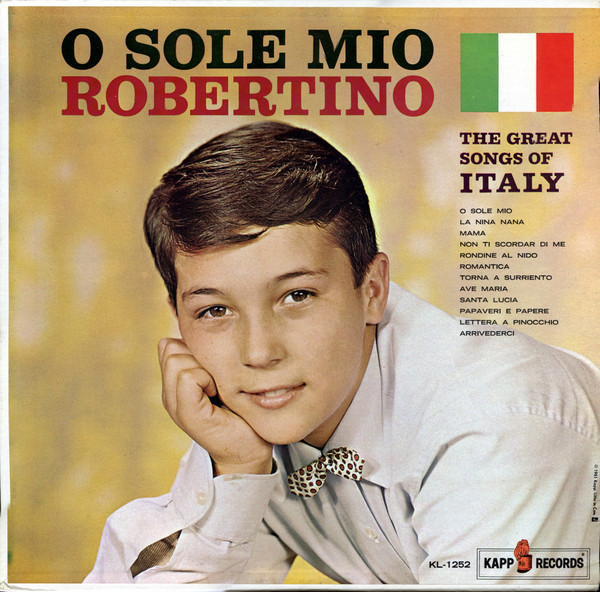 O SOLE MIO
ROBERTINO
THE GREAT
SONGS OF
ITALY
O SOLE MIO
LA NINA NANA
MAMA
NON TI SCORDAR DI ME
RONDINE AL NIDO
ROMANTICA
TORNA A SURRIENTO
AVE MARIA
SANTA LUCIA
PAPAVERI E PAPERE
LETTERA A PINOCCHIO
ARRIVEDERCI
KL-1252
KAPP RECORDS